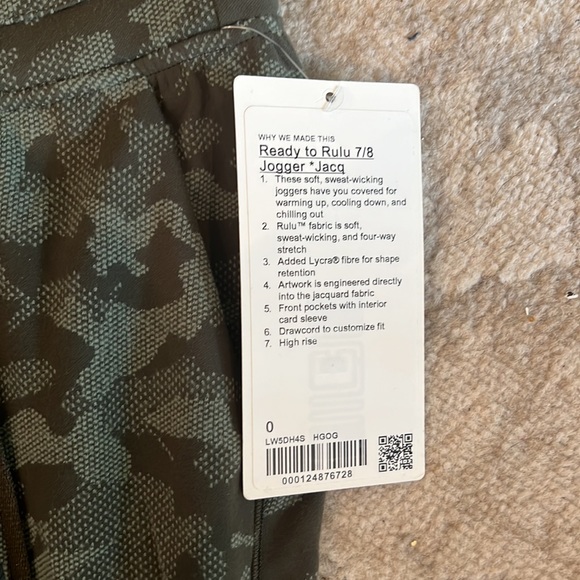 WHY WE MADE THIS
Ready to Rulu 7/8
Jogger *Jacq
1. These soft, sweat-wicking
joggers have you covered for
warming up, cooling down, and
chilling out
2. Rulu™ fabric is soft,
sweat-wicking, and four-way
stretch
3. Added Lycra® fibre for shape
retention
4. Artwork is engineered directly
into the jacquard fabric
5. Front pockets with interior
card sleeve
6. Drawcord to customize fit
7. High rise
0
LW5DH4S HGOG
000124876728